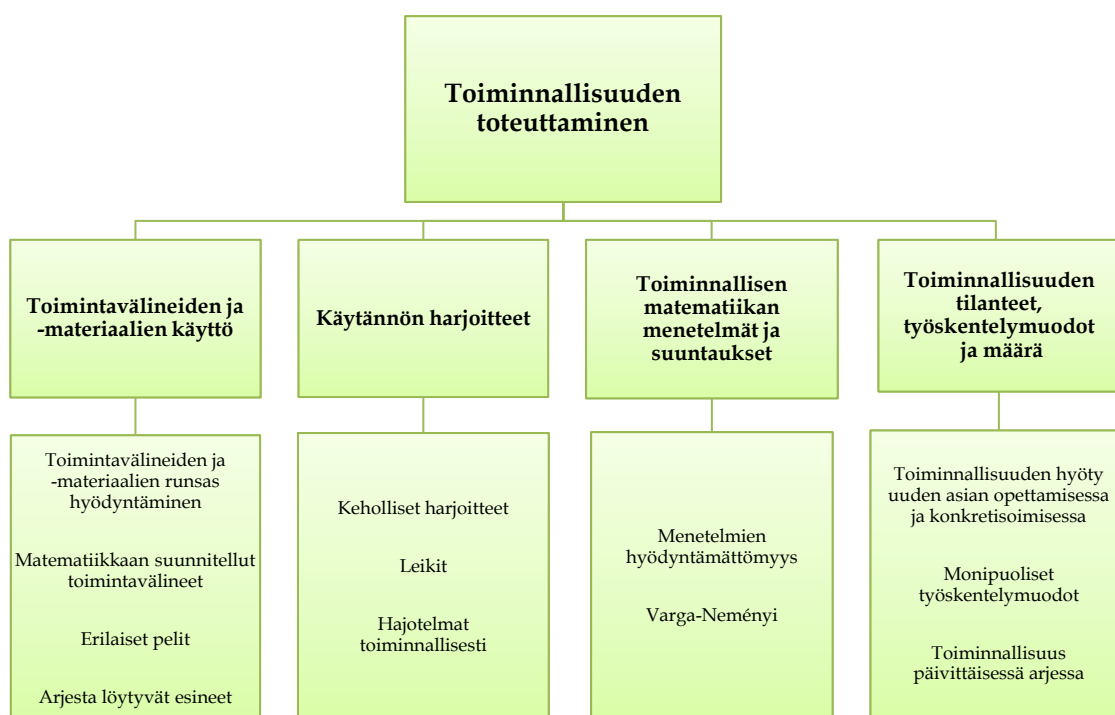 Toiminnallisuuden
toteuttaminen
Toimintavälineiden ja
-materiaalien käyttö
Käytännön harjoitteet
Toiminnallisen
matematiikan
menetelmät ja
suuntaukset
Toiminnallisuuden
tilanteet,
työskentelymuodot
ja määrä
Toimintavälineiden ja
-materiaalien runsas
hyödyntäminen
Matematiikkaan suunnitellut
toimintavälineet
Erilaiset pelit
Arjesta löytyvät esineet
Keholliset harjoitteet
Leikit
Hajotelmat
toiminnallisesti
Menetelmien
hyödyntämättömyys
Varga-Neményi
Toiminnallisuuden hyöty
uuden asian opettamisessa
ja konkretisoimisessa
Monipuoliset
työskentelymuodot
Toiminnallisuus
päivittäisessä arjessa